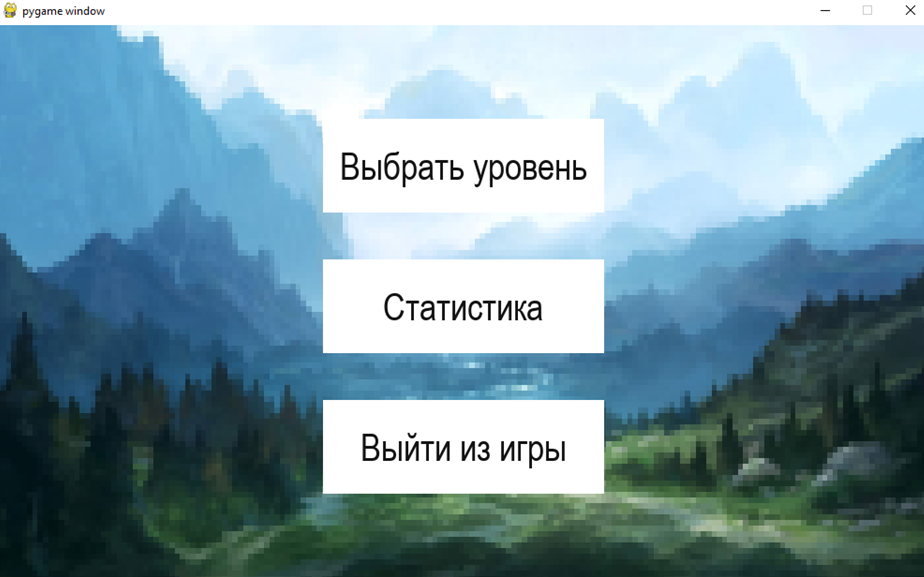 pygame window
Выбрать уровень
Статистика
Выйти из игры